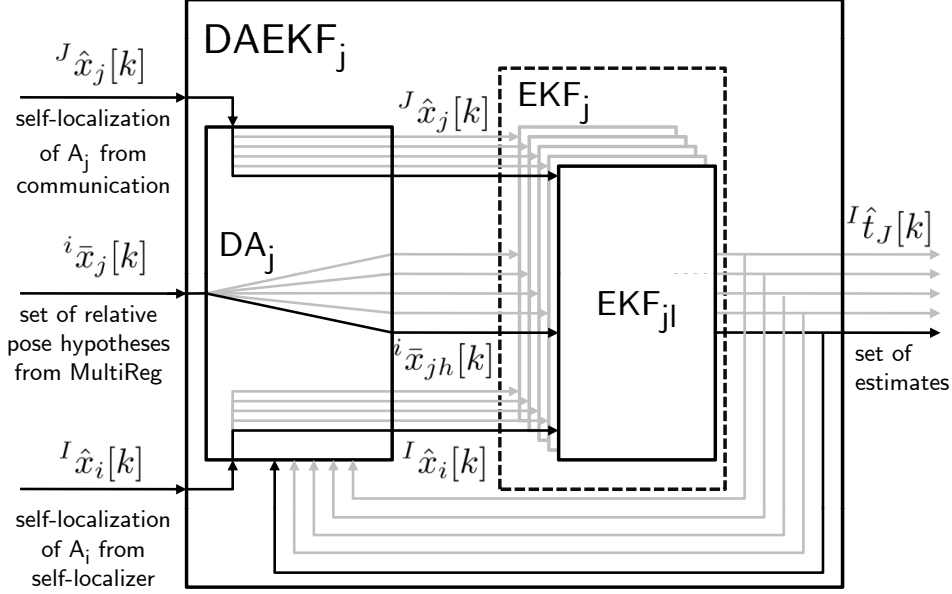 DAEKF_j
^J x̂_j[k]
self-localization
of A_j from
communication
EKF_j
^J x̂_j[k]
DA_j
^i x̄_j[k]
set of relative
pose hypotheses
from MultiReg
^I t̂_J[k]
EKF_jl
set of
estimates
^i x̄_jh[k]
^I x̂_i[k]
^I x̂_i[k]
self-localization
of A_i from
self-localizer